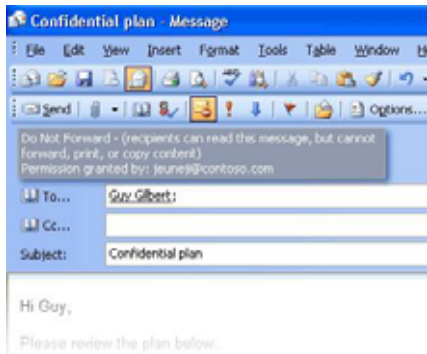 Confidential plan - Message
File Edit View Insert Format Tools Table Window H
Send Options...
Do Not Forward - (recipients can read this message, but cannot
forward, print, or copy content)
Permission granted by: jeuneji@contoso.com
To... Guy Gilbert;
Cc...
Subject: Confidential plan
Hi Guy,
Please review the plan below: